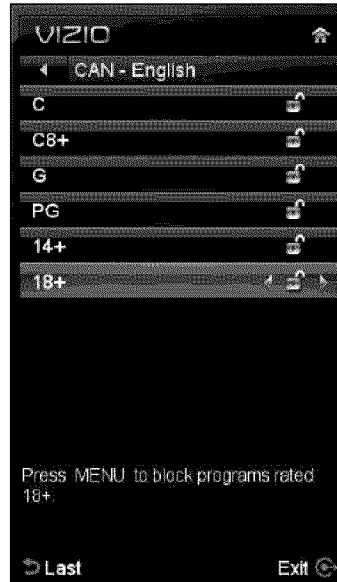 VIZIO
CAN - English
C
C8+
G
PG
14+
18+
Press MENU to block programs rated
18+.
Last
Exit